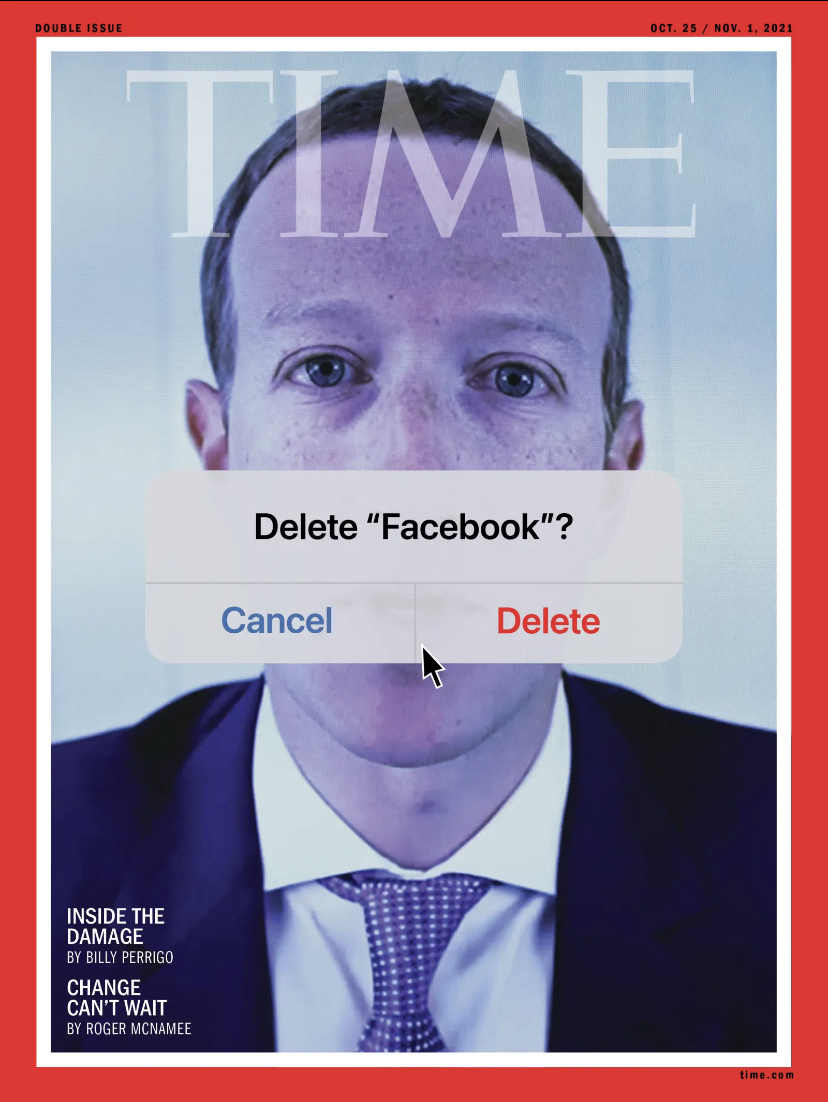 DOUBLE ISSUE
OCT. 25 / NOV. 1, 2021
TIME
Delete “Facebook”?
Cancel
Delete
INSIDE THE
DAMAGE
BY BILLY PERRIGO
CHANGE
CAN’T WAIT
BY ROGER MCNAMEE
time.com